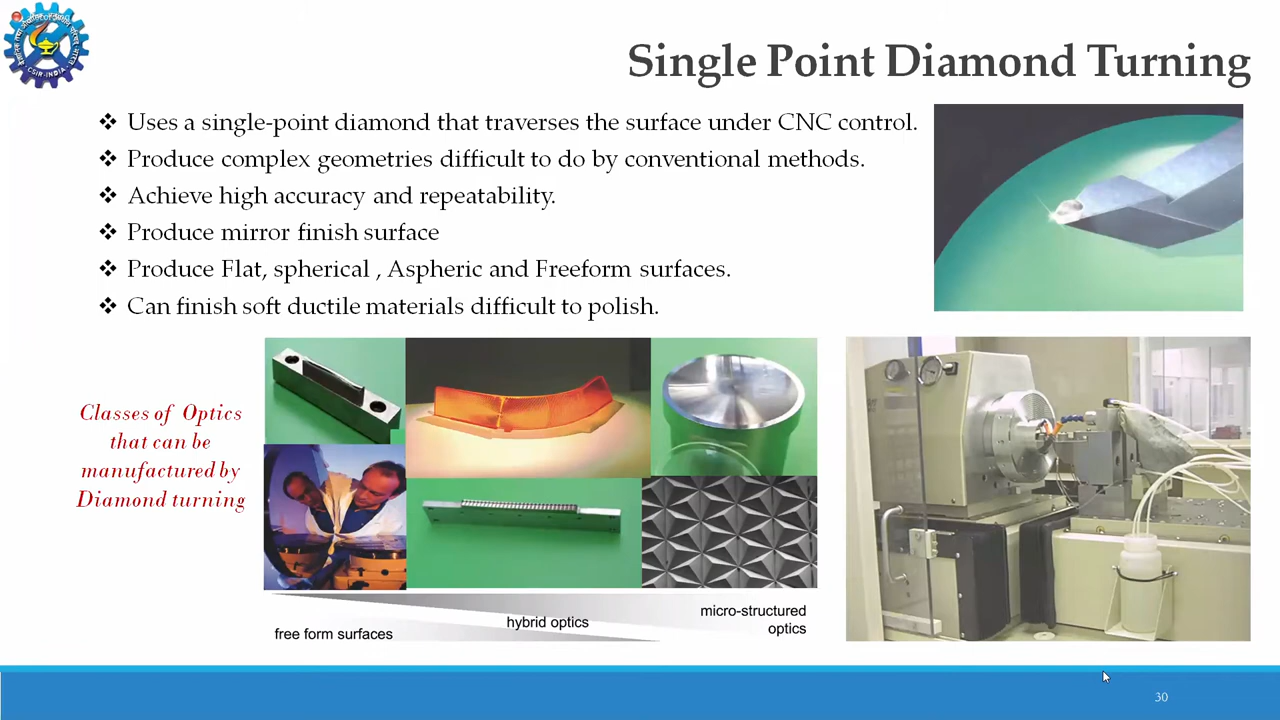 Single Point Diamond Turning
❖ Uses a single-point diamond that traverses the surface under CNC control.
❖ Produce complex geometries difficult to do by conventional methods.
❖ Achieve high accuracy and repeatability.
❖ Produce mirror finish surface
❖ Produce Flat, spherical , Aspheric and Freeform surfaces.
❖ Can finish soft ductile materials difficult to polish.
Classes of Optics
that can be
manufactured by
Diamond turning
free form surfaces
hybrid optics
micro-structured
optics
CSIR-INDIA
30